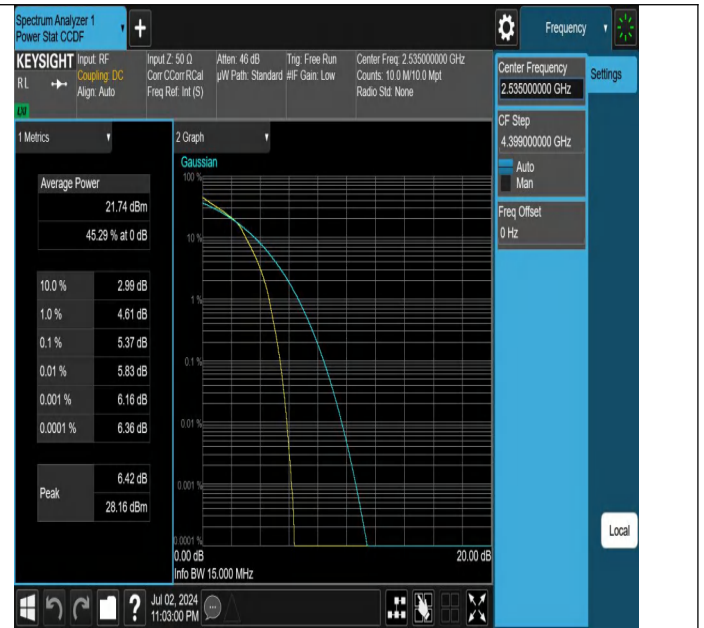 Spectrum Analyzer 1
Power Stat CCDF
+
Frequency
KEYSIGHT
RL
LXI
Input: RF
Coupling: DC
Align: Auto
Input Z: 50 Ω
Corr CCorr RCal
Freq Ref: Int (S)
Atten: 46 dB
µW Path: Standard
Trig: Free Run
#IF Gain: Low
Center Freq: 2.535000000 GHz
Counts: 10.0 M/10.0 Mpt
Radio Std: None
Center Frequency
2.535000000 GHz
Settings
CF Step
4.399000000 GHz
Auto
Man
Freq Offset
0 Hz
Local
1 Metrics
Average Power
21.74 dBm
45.29 % at 0 dB
10.0 % 2.99 dB
1.0 % 4.61 dB
0.1 % 5.37 dB
0.01 % 5.83 dB
0.001 % 6.16 dB
0.0001 % 6.36 dB
Peak
6.42 dB
28.16 dBm
2 Graph
Gaussian
100 %
10 %
1 %
0.1 %
0.01 %
0.001 %
0.0001 %
0.00 dB 20.00 dB
Info BW 15.000 MHz
?
Jul 02, 2024
11:03:00 PM